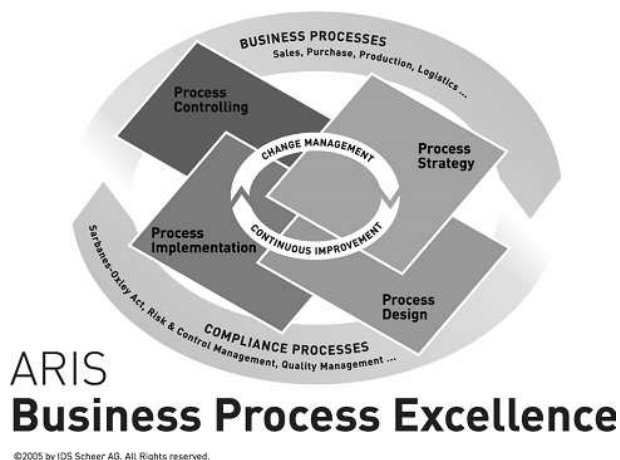 BUSINESS PROCESSES
Sales, Purchase, Production, Logistics ...
Process
Controlling
CHANGE MANAGEMENT
Process
Strategy
Process
Implementation
CONTINUOUS IMPROVEMENT
Process
Design
Sarbanes-Oxley Act, Risk & Control Management, Quality Management ...
COMPLIANCE PROCESSES
ARIS
Business Process Excellence
©2005 by IDS Scheer AG. All Rights reserved.